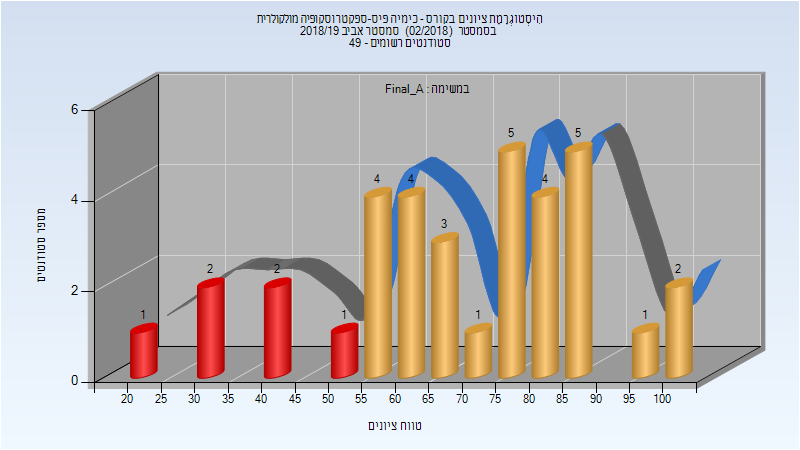 היסטוגרמת ציונים בקורס - כימיה פיס-ספקטרוסקופיה מולקולרית
בסמסטר (02/2018) סמסטר אביב 2018/19
סטודנטים רשומים - 49
במשימה : Final_A
מספר סטודנטים
6
4
2
0
1
2
2
1
4
4
3
1
5
4
5
1
2
20 25 30 35 40 45 50 55 60 65 70 75 80 85 90 95 100
טווח ציונים